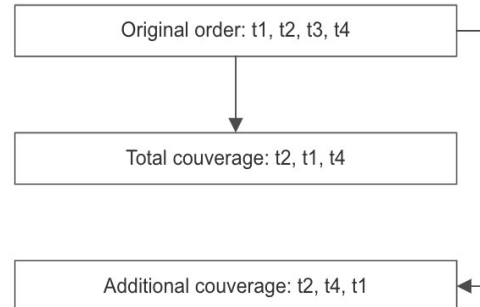 Original order: t1, t2, t3, t4
Total couverage: t2, t1, t4
Additional couverage: t2, t4, t1